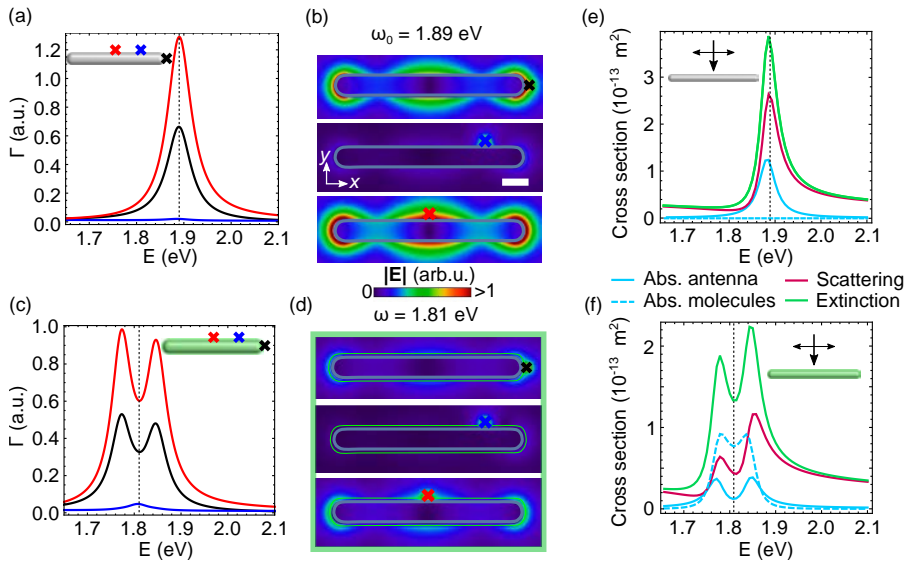 (a)
1.2
1.0
0.8
0.6
0.4
0.2
0.0
Γ (a.u.)
1.7 1.9 2.0 2.1
E (eV)
(b)
ω0 = 1.89 eV
y
x
|E| (arb.u.)
0 >1
(e)
3
2
1
0
Cross section (10⁻¹³ m²)
1.7 1.8 1.9 2.0 2.1
E (eV)
Abs. antenna Scattering
Abs. molecules Extinction
(c)
1.0
0.8
0.6
0.4
0.2
0.0
Γ (a.u.)
1.7 1.8 1.9 2.0 2.1
E (eV)
(d)
ω = 1.81 eV
(f)
2
1
0
Cross section (10⁻¹³ m²)
1.7 1.8 1.9 2.0 2.1
E (eV)